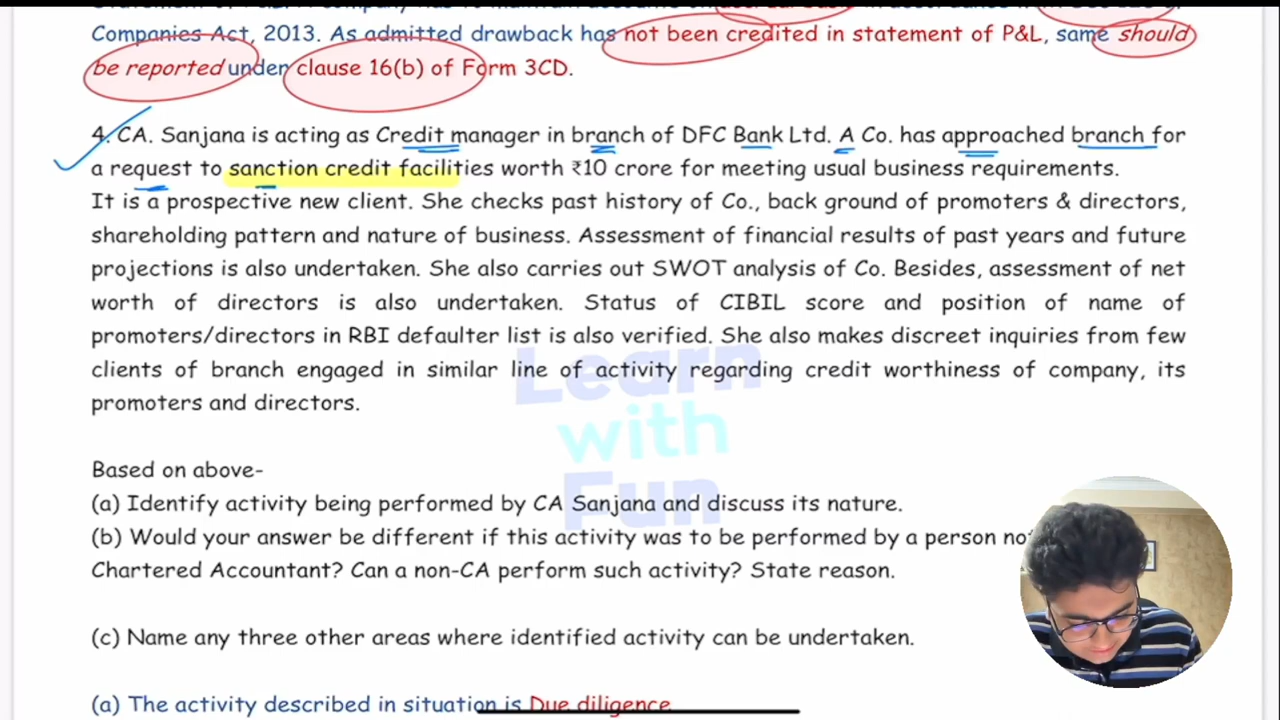 Companies Act, 2013. As admitted drawback has not been credited in statement of P&L, same should
be reported under clause 16(b) of Form 3CD.
4. CA. Sanjana is acting as Credit manager in branch of DFC Bank Ltd. A Co. has approached branch for
a request to sanction credit facilities worth ₹10 crore for meeting usual business requirements.
It is a prospective new client. She checks past history of Co., back ground of promoters & directors,
shareholding pattern and nature of business. Assessment of financial results of past years and future
projections is also undertaken. She also carries out SWOT analysis of Co. Besides, assessment of net
worth of directors is also undertaken. Status of CIBIL score and position of name of
promoters/directors in RBI defaulter list is also verified. She also makes discreet inquiries from few
clients of branch engaged in similar line of activity regarding credit worthiness of company, its
promoters and directors.
Learn
with
Fun
Based on above-
(a) Identify activity being performed by CA Sanjana and discuss its nature.
(b) Would your answer be different if this activity was to be performed by a person
Chartered Accountant? Can a non-CA perform such activity? State reason.
(c) Name any three other areas where identified activity can be undertaken.
(a) The activity described in situation is Due diligence